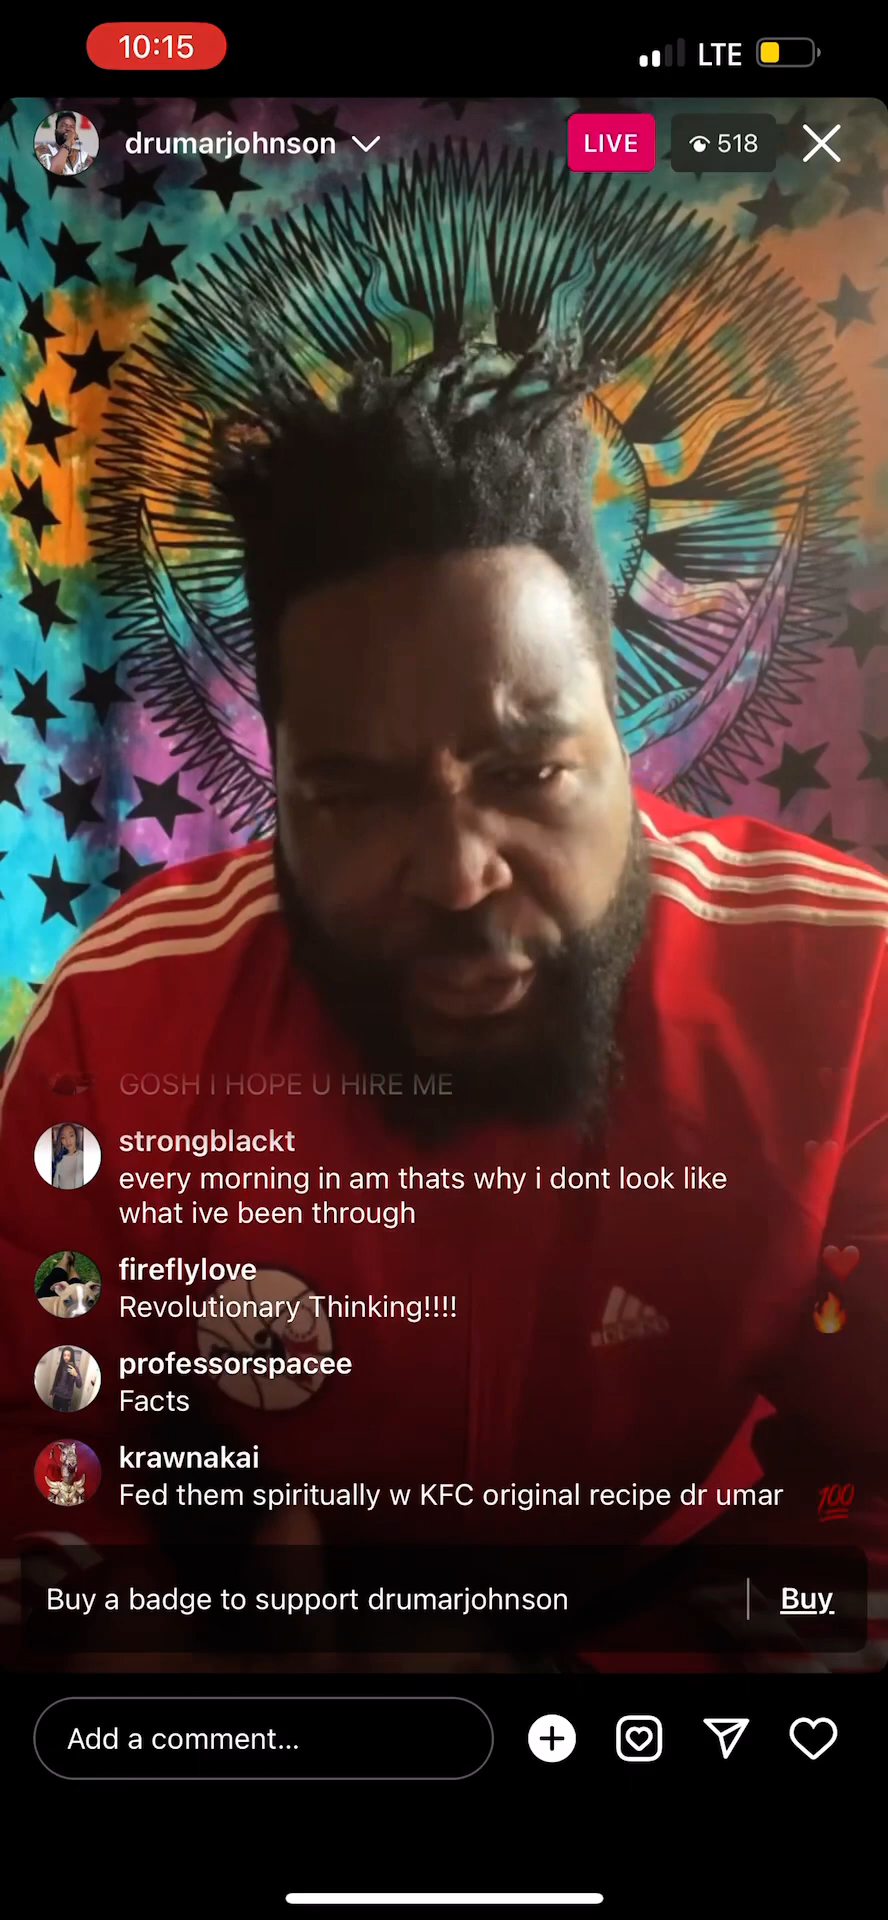 10:15
LTE
drumarjohnson
LIVE
518
GOSH I HOPE U HIRE ME
strongblackt
every morning in am thats why i dont look like
what ive been through
fireflylove
Revolutionary Thinking!!!!
professorspacee
Facts
krawnakai
Fed them spiritually w KFC original recipe dr umar
100
Buy a badge to support drumarjohnson
Buy
Add a comment...